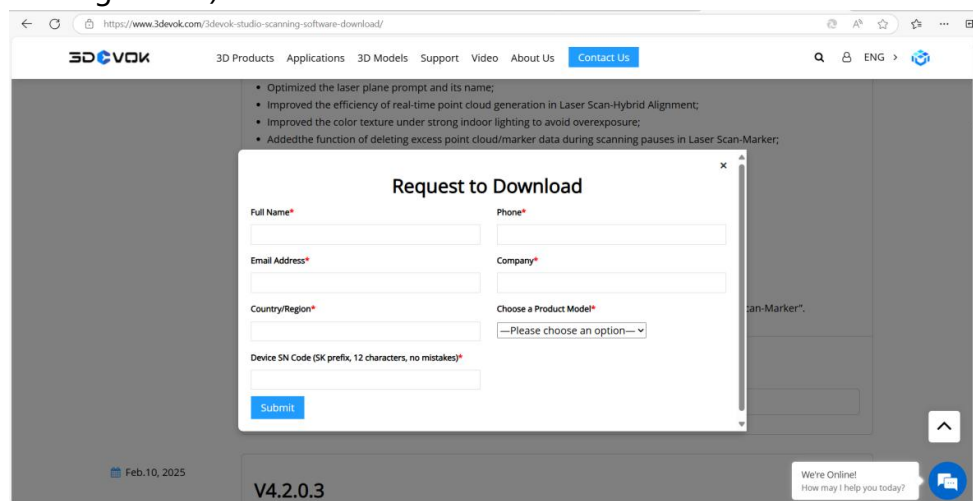 https://www.3devok.com/3devok-studio-scanning-software-download/
3DEVOK 3D Products Applications 3D Models Support Video About Us Contact Us ENG >
• Optimized the laser plane prompt and its name;
• Improved the efficiency of real-time point cloud generation in Laser Scan-Hybrid Alignment;
• Improved the color texture under strong indoor lighting to avoid overexposure;
• Addedthe function of deleting excess point cloud/marker data during scanning pauses in Laser Scan-Marker;
×
Request to Download
Full Name* Phone*
Email Address* Company*
Country/Region* Choose a Product Model*
can-Marker".
—Please choose an option—
Device SN Code (SK prefix, 12 characters, no mistakes)*
Submit
Feb.10, 2025
V4.2.0.3
We're Online!
How may I help you today?